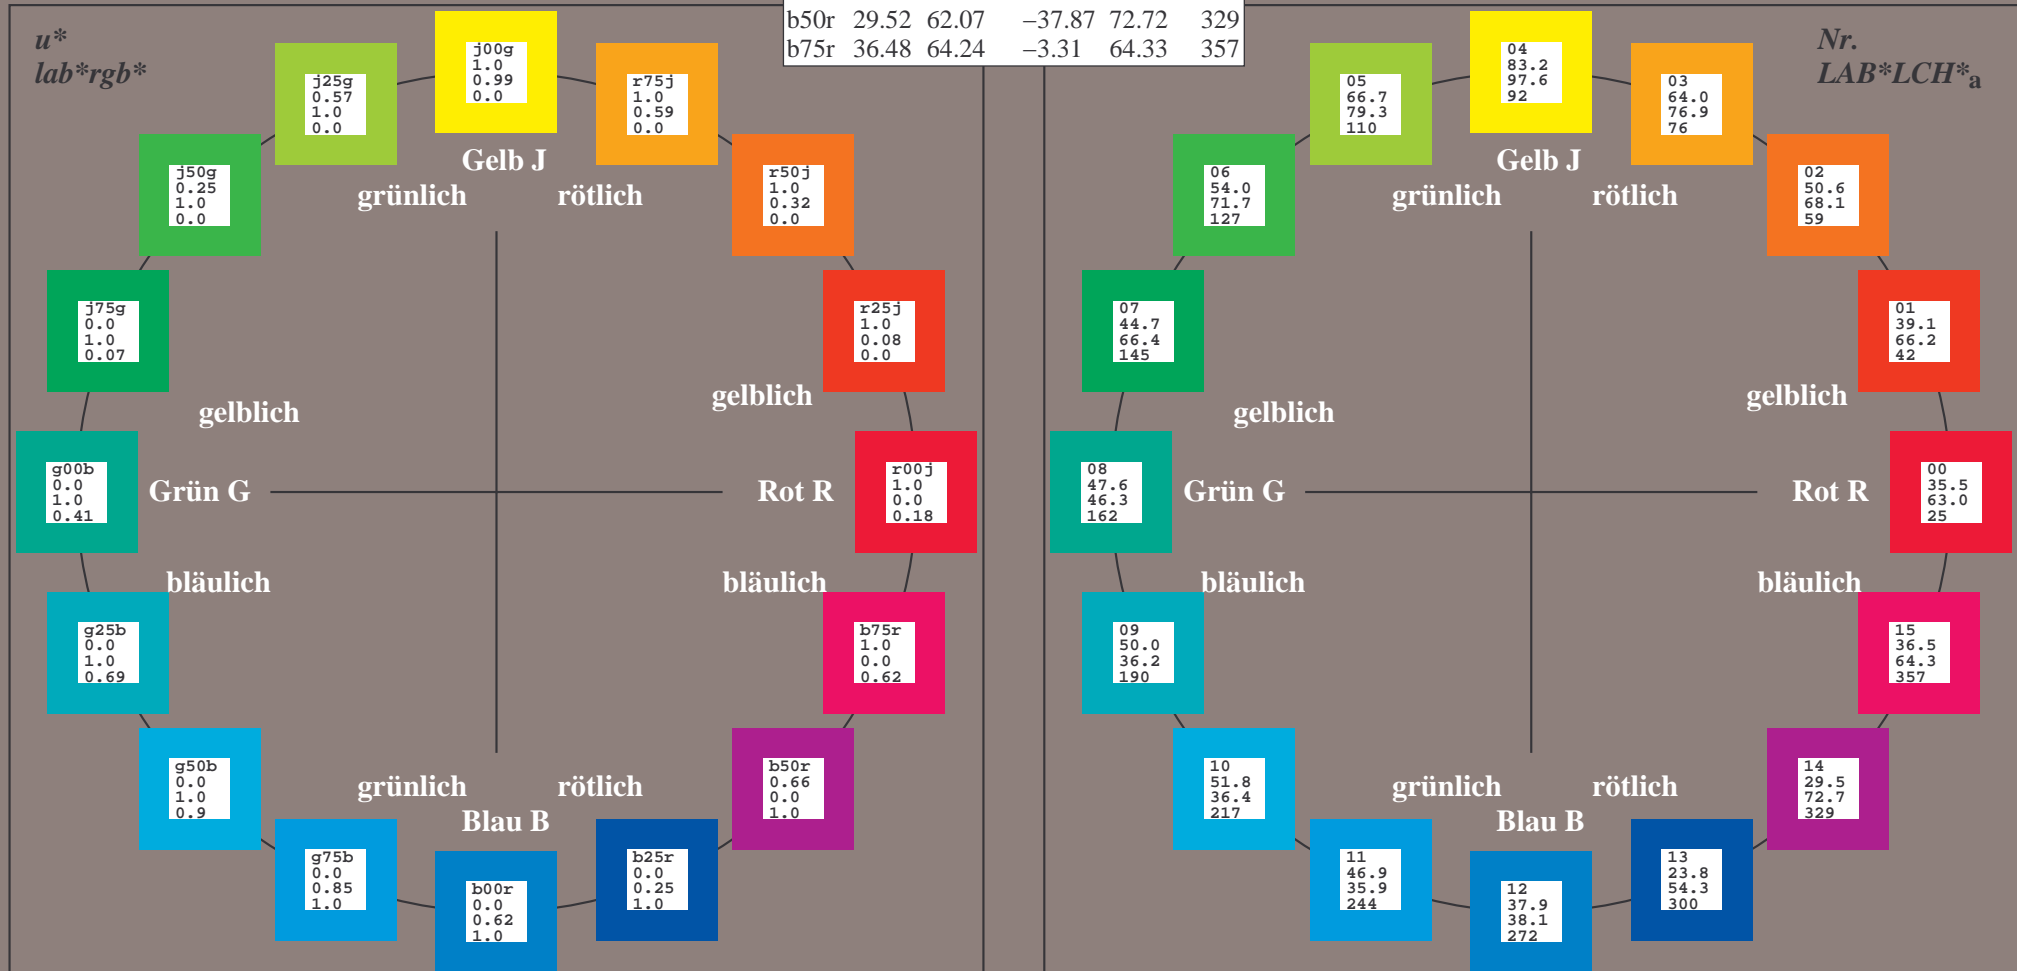 b50r 29.52 62.07 −37.87 72.72 329
b75r 36.48 64.24 −3.31 64.33 357
u*
lab*rgb*
j00g
1.0
0.99
0.0
j25g
0.57
1.0
0.0
r75j
1.0
0.59
0.0
j50g
0.25
1.0
0.0
r50j
1.0
0.32
0.0
Gelb J
grünlich rötlich
j75g
0.0
1.0
0.07
r25j
1.0
0.08
0.0
gelblich
gelblich
g00b
0.0
1.0
0.41
Grün G
Rot R
r00j
1.0
0.0
0.18
bläulich
bläulich
g25b
0.0
1.0
0.69
b75r
1.0
0.0
0.62
g50b
0.0
1.0
0.9
b50r
0.66
0.0
1.0
grünlich rötlich
Blau B
g75b
0.0
0.85
1.0
b00r
0.0
0.62
1.0
b25r
0.0
0.25
1.0
Nr.
LAB*LCH*a
04
83.2
97.6
92
05
66.7
79.3
110
03
64.0
76.9
76
06
54.0
71.7
127
02
50.6
68.1
59
Gelb J
grünlich rötlich
07
44.7
66.4
145
01
39.1
66.2
42
gelblich
gelblich
08
47.6
46.3
162
Grün G
Rot R
00
35.5
63.0
25
bläulich
bläulich
09
50.0
36.2
190
15
36.5
64.3
357
10
51.8
36.4
217
14
29.5
72.7
329
grünlich rötlich
Blau B
11
46.9
35.9
244
12
37.9
38.1
272
13
23.8
54.3
300